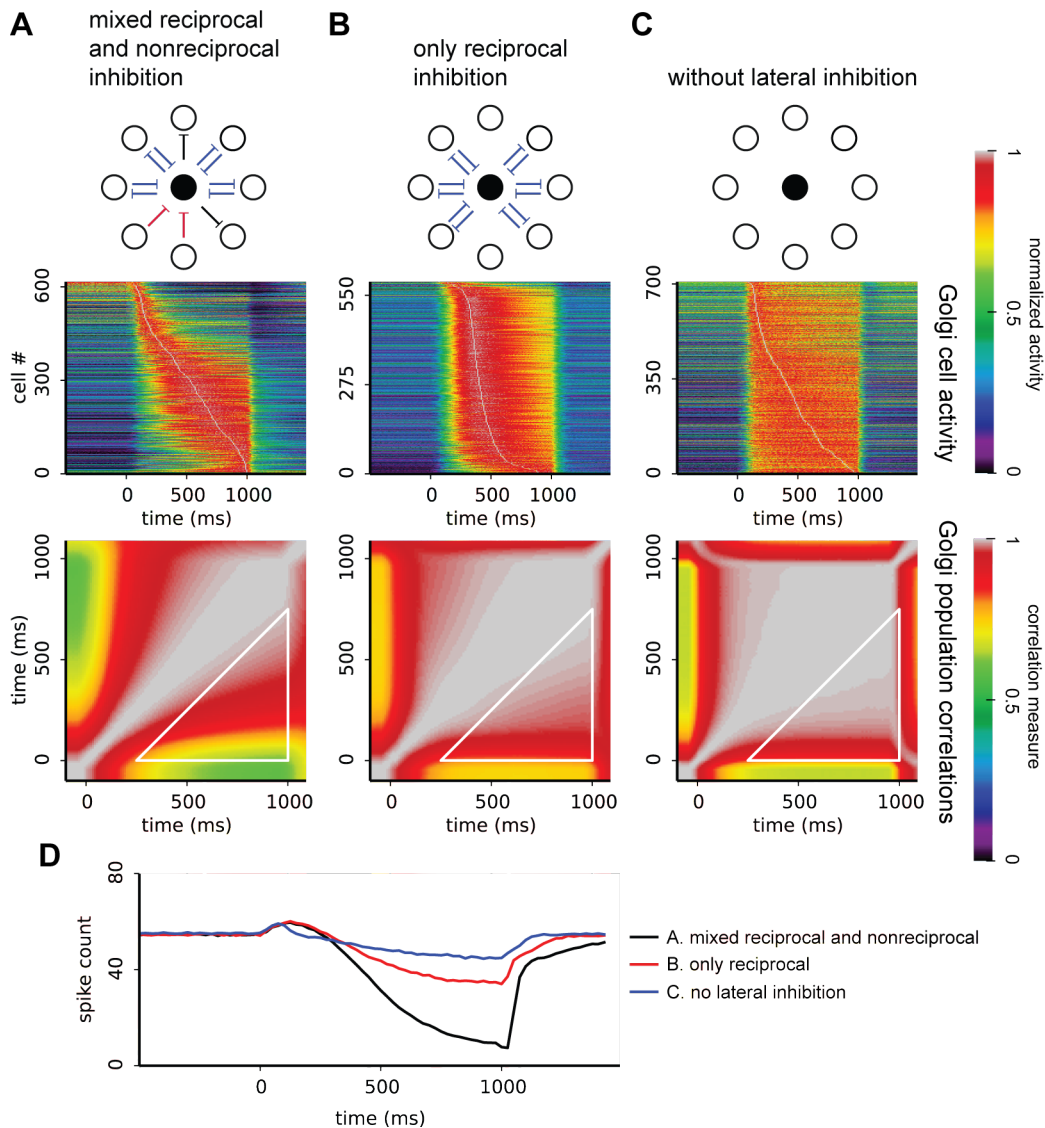 A
mixed reciprocal
and nonreciprocal
inhibition
B
only reciprocal
inhibition
C
without lateral inhibition
cell #
600
300
0
0
500
1000
time (ms)
550
275
0
0
500
1000
time (ms)
700
350
0
0
500
1000
time (ms)
Golgi cell activity
1
0.5
0
normalized activity
time (ms)
1000
500
0
0
500
1000
time (ms)
1000
500
0
0
500
1000
time (ms)
1000
500
0
0
500
1000
time (ms)
Golgi population correlations
1
0.5
0
correlation measure
D
spike count
80
40
0
0
500
1000
time (ms)
A. mixed reciprocal and nonreciprocal
B. only reciprocal
C. no lateral inhibition